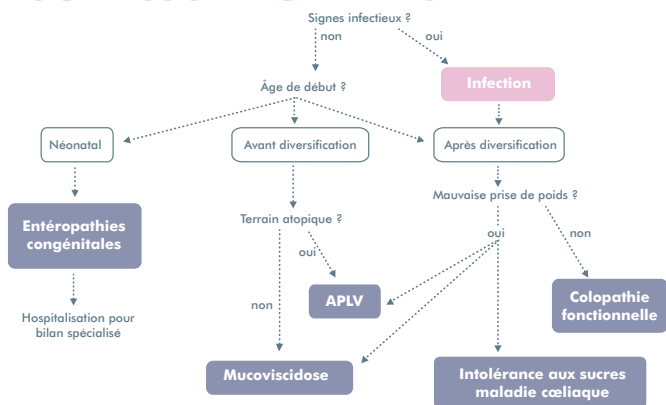 Signes infectieux ?
non
oui
Âge de début ?
Infection
Néonatal
Avant diversification
Après diversification
Mauvaise prise de poids ?
Entéropathies
congénitales
Terrain atopique ?
oui
non
oui
Hospitalisation pour
bilan spécialisé
non
APLV
Colopathie
fonctionnelle
Mucoviscidose
Intolérance aux sucres
maladie cœliaque